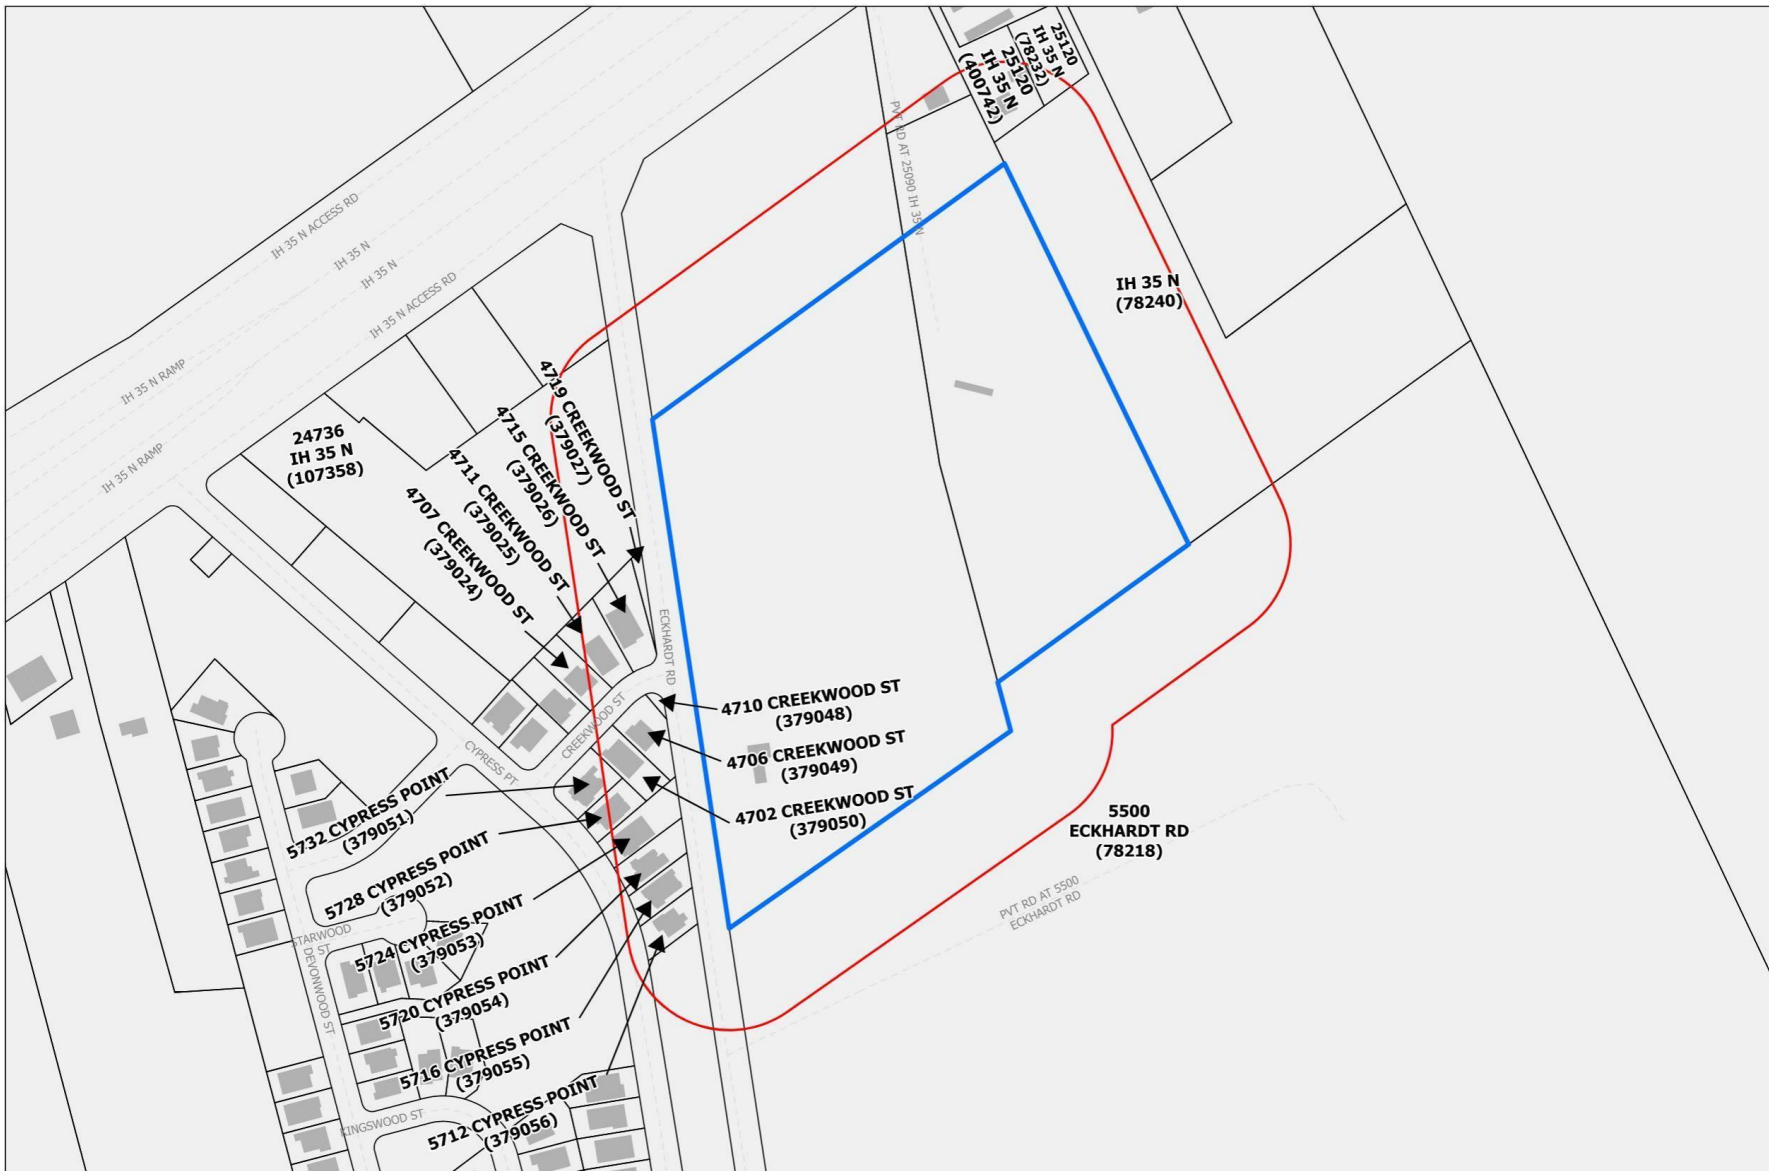 25120
IH 35 N
(78232)
25120
IH 35 N
(400742)
PVT RD AT 25090 IH 35 N
IH 35 N ACCESS RD
IH 35 N
IH 35 N
IH 35 N ACCESS RD
IH 35 N RAMP
IH 35 N RAMP
IH 35 N
(78240)
24736
IH 35 N
(107358)
4719 CREEKWOOD ST
(379027)
4715 CREEKWOOD ST
(379026)
4711 CREEKWOOD ST
(379025)
4707 CREEKWOOD ST
(379024)
ECKHARDT RD
4710 CREEKWOOD ST
(379048)
4706 CREEKWOOD ST
(379049)
4702 CREEKWOOD ST
(379050)
CREEKWOOD ST
CYPRESS PT
5732 CYPRESS POINT
(379051)
5728 CYPRESS POINT
(379052)
5724 CYPRESS POINT
(379053)
5720 CYPRESS POINT
(379054)
5716 CYPRESS POINT
(379055)
5712 CYPRESS POINT
(379056)
5500
ECKHARDT RD
(78218)
PVT RD AT 5500
ECKHARDT RD
STARWOOD
ST
DEVONWOOD ST
KINGSWOOD ST